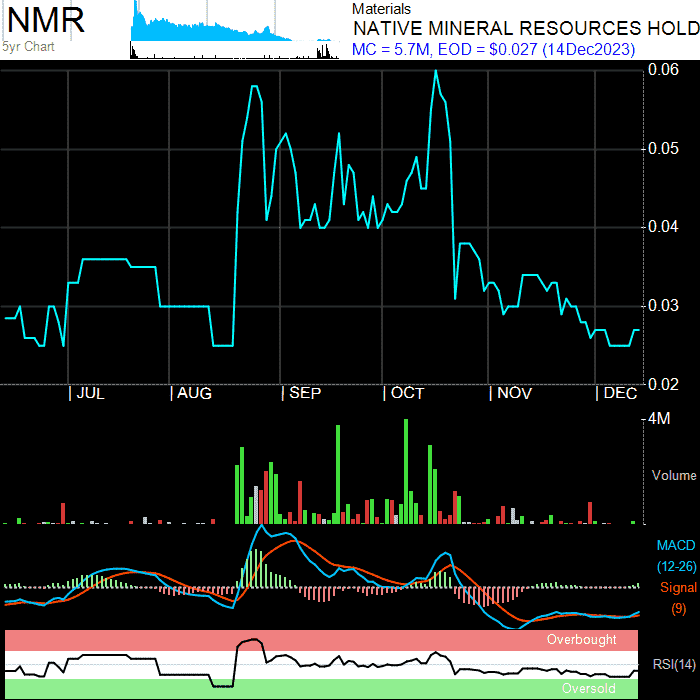 NMR
5yr Chart
Materials
NATIVE MINERAL RESOURCES HOLD
MC = 5.7M, EOD = $0.027 (14Dec2023)
0.06
0.05
0.04
0.03
0.02
JUL AUG SEP OCT NOV DEC
4M
Volume
MACD
(12-26)
Signal
(9)
Overbought
RSI(14)
Oversold